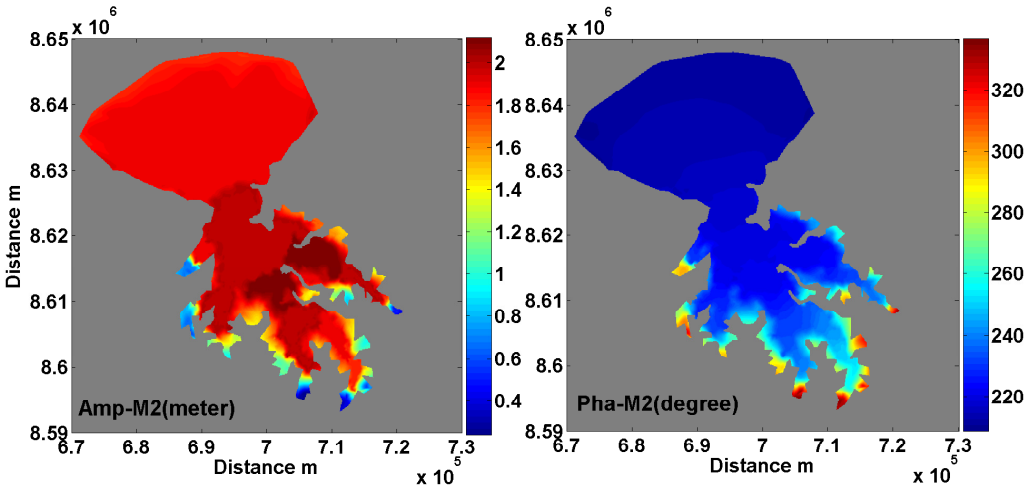 x 10^6
8.65
8.64
8.63
8.62
8.61
8.6
8.59
Distance m
6.7 6.8 6.9 7 7.1 7.2 7.3
Distance m
x 10^5
Amp-M2(meter)
2
1.8
1.6
1.4
1.2
1
0.8
0.6
0.4
x 10^6
8.65
8.64
8.63
8.62
8.61
8.6
8.59
6.7 6.8 6.9 7 7.1 7.2 7.3
Distance m
x 10^5
Pha-M2(degree)
320
300
280
260
240
220